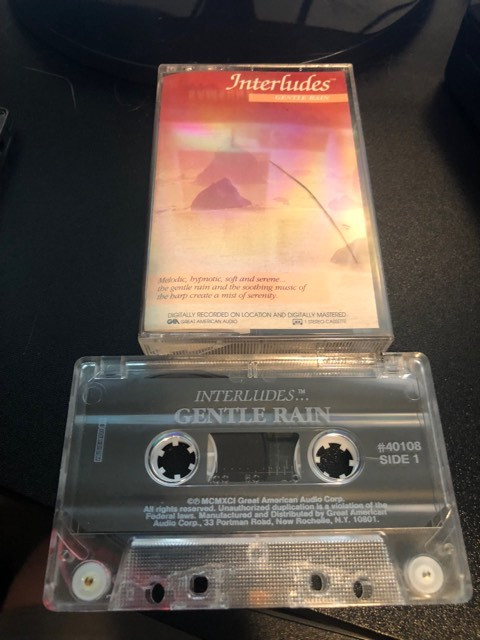 Interludes™
GENTLE RAIN
Melodic, hypnotic, soft and serene...
the gentle rain and the soothing music of
the harp create a mist of serenity.
DIGITALLY RECORDED ON LOCATION AND DIGITALLY MASTERED.
GREAT AMERICAN AUDIO
1 STEREO CASSETTE
INTERLUDES...™
GENTLE RAIN
#40108
SIDE 1
©℗ MCMXCI Great American Audio Corp.
All rights reserved. Unauthorized duplication is a violation of the
Federal laws. Manufactured and Distributed by Great American
Audio Corp., 33 Portman Road, New Rochelle, N.Y. 10801.